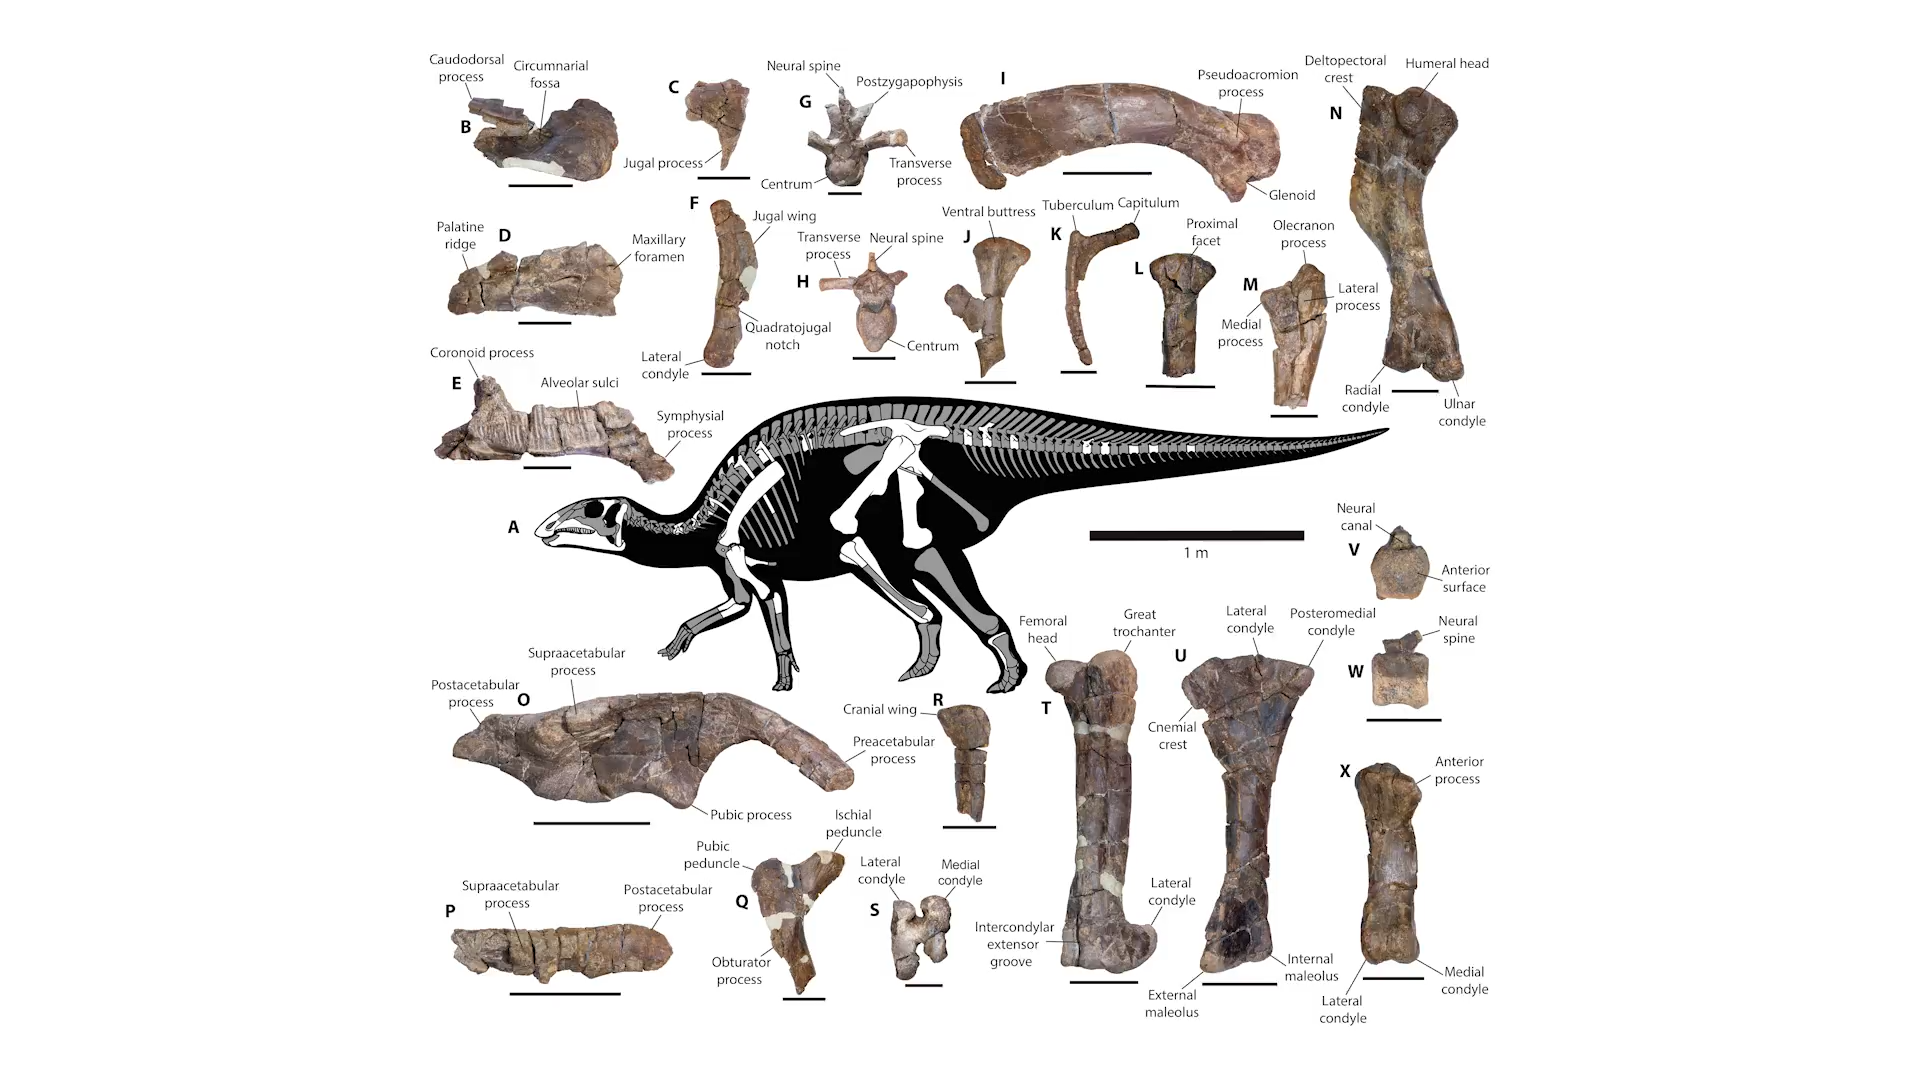 Caudodorsal
process
Circumnarial
fossa
B
C
Jugal process
Neural spine
Postzygapophysis
G
Transverse
process
Centrum
I
Pseudoacromion
process
Glenoid
Deltopectoral
crest
Humeral head
N
Radial
condyle
Ulnar
condyle
Palatine
ridge
D
Maxillary
foramen
F
Jugal wing
Quadratojugal
notch
Lateral
condyle
Transverse
process
Neural spine
H
Centrum
Ventral buttress
J
Tuberculum
Capitulum
K
Proximal
facet
L
Olecranon
process
M
Lateral
process
Medial
process
Coronoid process
E
Alveolar sulci
Symphysial
process
A
1 m
Neural
canal
V
Anterior
surface
Neural
spine
W
Supraacetabular
process
Postacetabular
process
O
Preacetabular
process
Pubic process
R
Cranial wing
Femoral
head
Great
trochanter
T
Lateral
condyle
Intercondylar
extensor
groove
Lateral
condyle
Posteromedial
condyle
U
Cnemial
crest
Internal
maleolus
External
maleolus
X
Anterior
process
Medial
condyle
Lateral
condyle
Supraacetabular
process
Postacetabular
process
P
Ischial
peduncle
Pubic
peduncle
Q
Obturator
process
Lateral
condyle
Medial
condyle
S